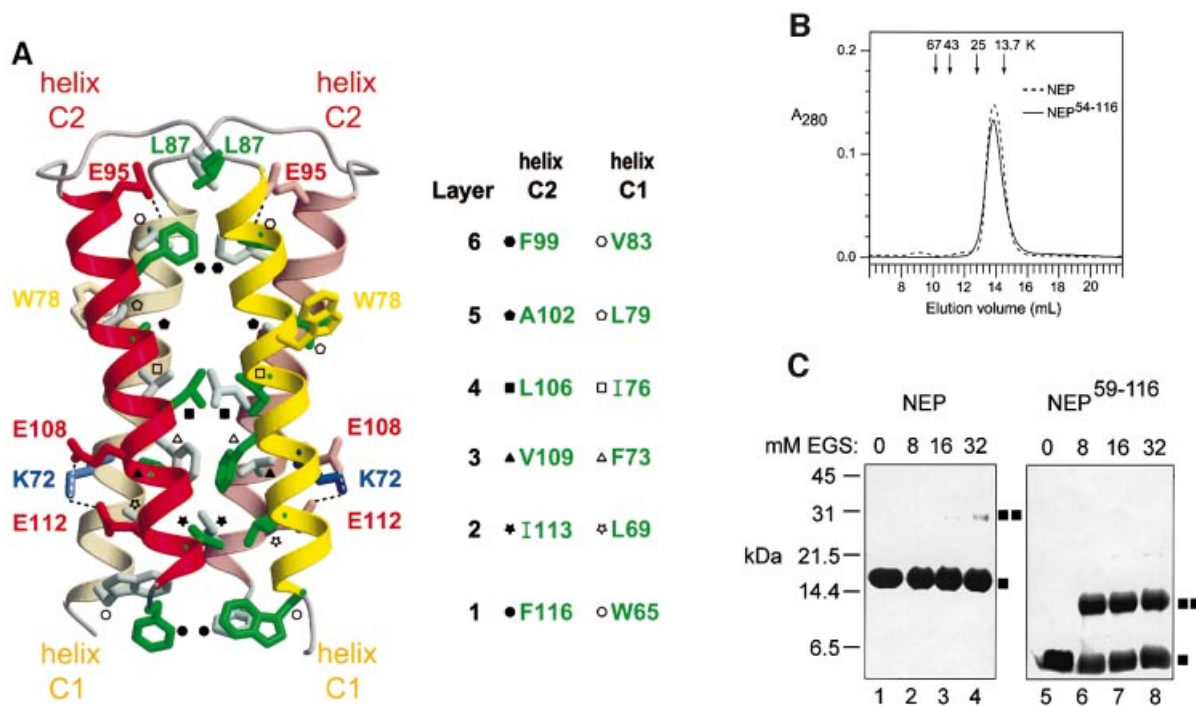 A
helix
C2
helix
C2
L87 L87
E95
E95
W78
W78
E108
E108
K72
K72
E112
E112
helix
C1
helix
C1
Layer
helix
C2
helix
C1
6 F99 V83
5 A102 L79
4 L106 I76
3 V109 F73
2 I113 L69
1 F116 W65
B
67 43 25 13.7 K
0.2
0.1
0.0
A280
NEP
NEP54-116
8 10 12 14 16 18 20
Elution volume (mL)
C
NEP
NEP59-116
mM EGS: 0 8 16 32
0 8 16 32
45
31
kDa 21.5
14.4
6.5
1 2 3 4
5 6 7 8